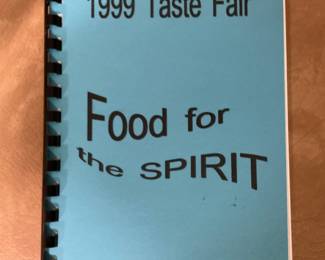 1999 Taste Fair
Food for
the SPIRIT